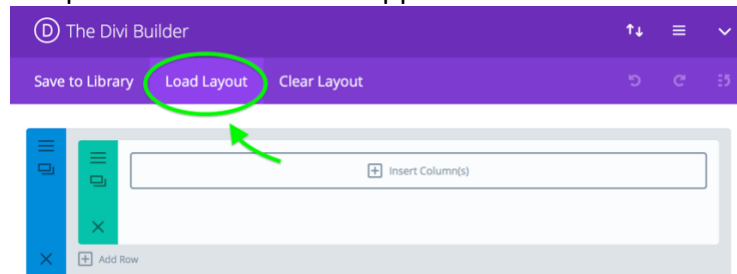 D The Divi Builder
Save to Library Load Layout Clear Layout
Insert Column(s)
Add Row